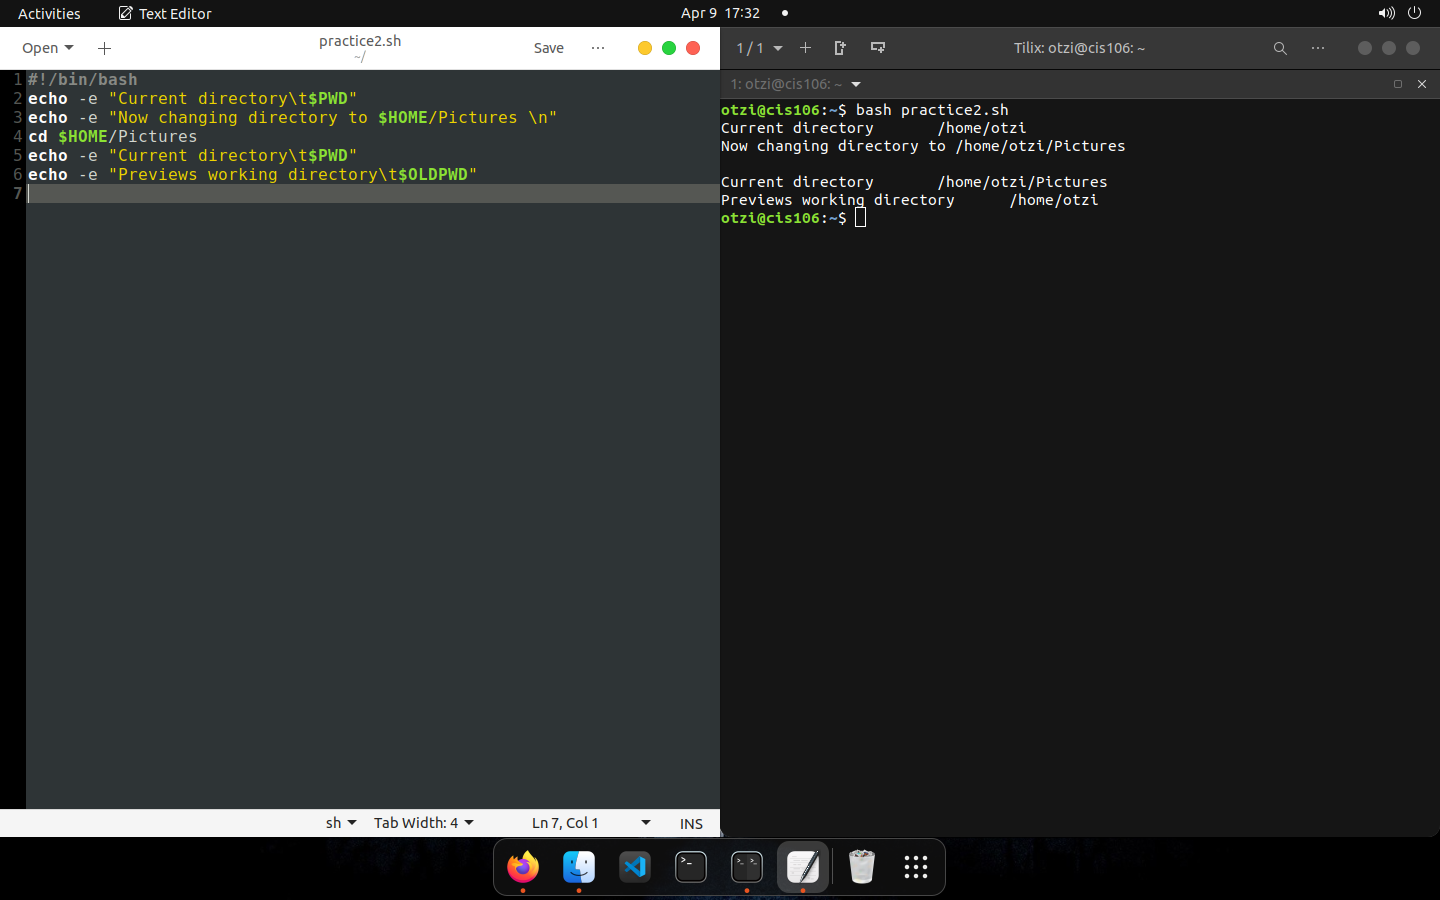 Activities Text Editor Apr 9 17:32
Open practice2.sh Save
~/
1 #!/bin/bash
2 echo -e "Current directory\t$PWD"
3 echo -e "Now changing directory to $HOME/Pictures \n"
4 cd $HOME/Pictures
5 echo -e "Current directory\t$PWD"
6 echo -e "Previews working directory\t$OLDPWD"
7
sh Tab Width: 4 Ln 7, Col 1 INS
1 / 1 Tilix: otzi@cis106: ~
1: otzi@cis106: ~
otzi@cis106:~$ bash practice2.sh
Current directory       /home/otzi
Now changing directory to /home/otzi/Pictures
Current directory       /home/otzi/Pictures
Previews working directory      /home/otzi
otzi@cis106:~$